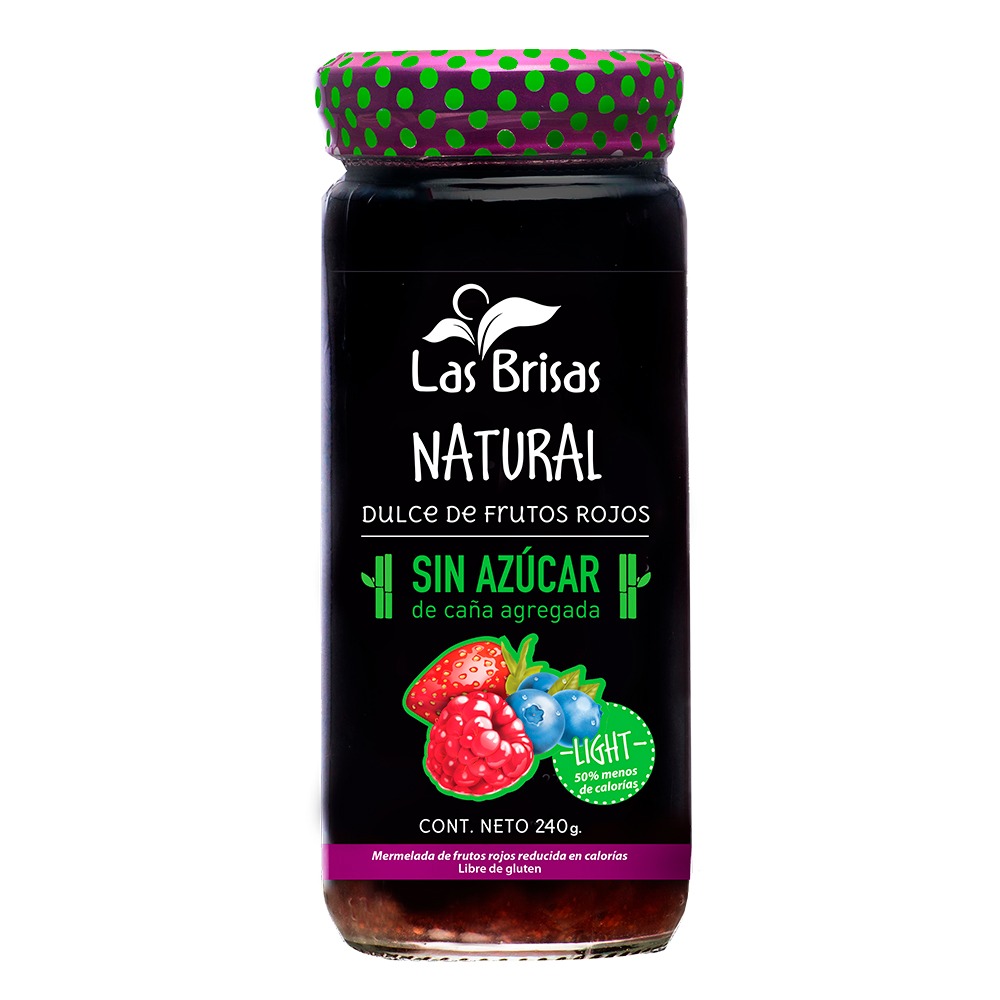 Las Brisas
NATURAL
DULCE DE FRUTOS ROJOS
SIN AZÚCAR
de caña agregada
LIGHT
50% menos
de calorías
CONT. NETO 240g.
Mermelada de frutos rojos reducida en calorías
Libre de gluten